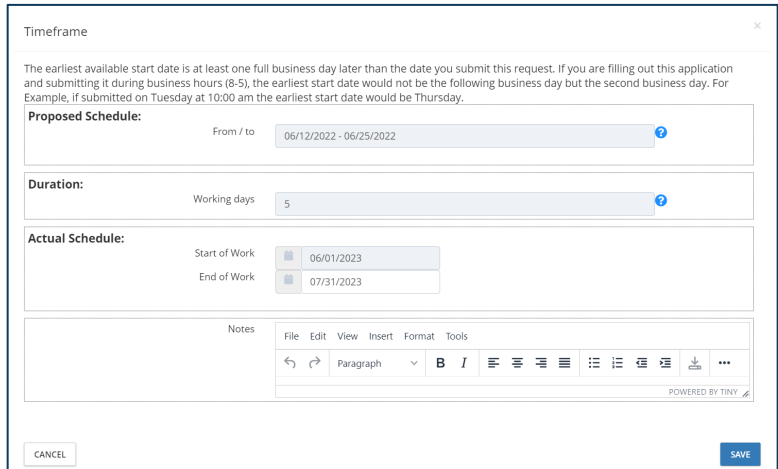 Timeframe
×
The earliest available start date is at least one full business day later than the date you submit this request. If you are filling out this application
and submitting it during business hours (8-5), the earliest start date would not be the following business day but the second business day. For
Example, if submitted on Tuesday at 10:00 am the earliest start date would be Thursday.
Proposed Schedule:
From / to 06/12/2022 - 06/25/2022 ?
Duration:
Working days 5 ?
Actual Schedule:
Start of Work 06/01/2023
End of Work 07/31/2023
Notes
File Edit View Insert Format Tools
Paragraph B I
POWERED BY TINY
CANCEL SAVE